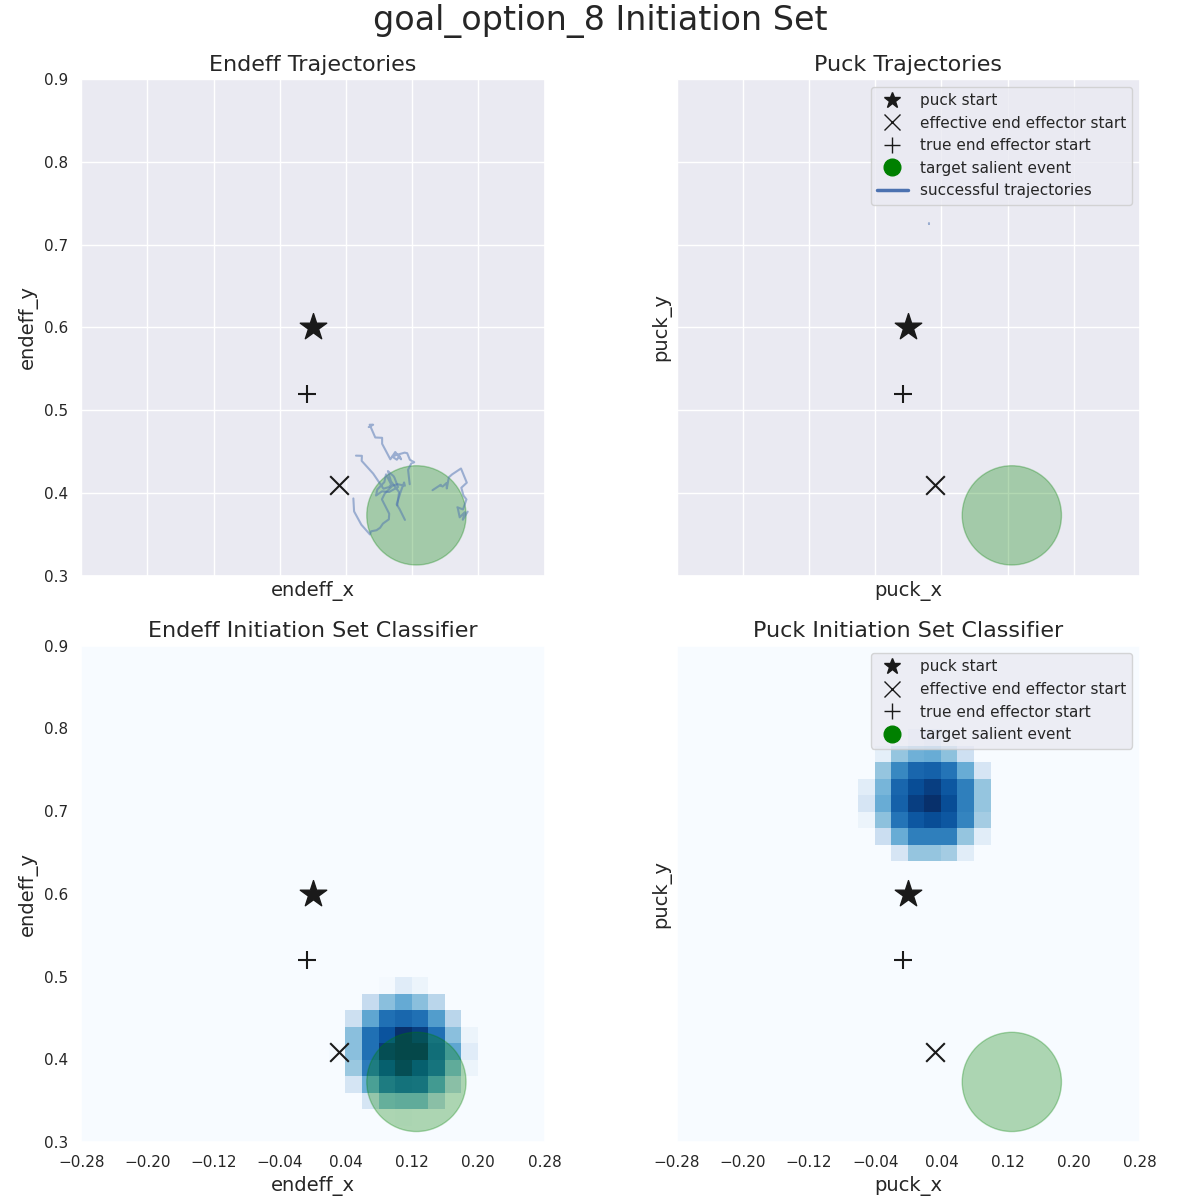 goal_option_8 Initiation Set
Endeff Trajectories
0.9
0.8
0.7
0.6
0.5
0.4
0.3
endeff_y
endeff_x
Puck Trajectories
puck start
effective end effector start
true end effector start
target salient event
successful trajectories
puck_y
puck_x
Endeff Initiation Set Classifier
0.9
0.8
0.7
0.6
0.5
0.4
0.3
endeff_y
−0.28 −0.20 −0.12 −0.04 0.04 0.12 0.20 0.28
endeff_x
Puck Initiation Set Classifier
puck start
effective end effector start
true end effector start
target salient event
puck_y
−0.28 −0.20 −0.12 −0.04 0.04 0.12 0.20 0.28
puck_x